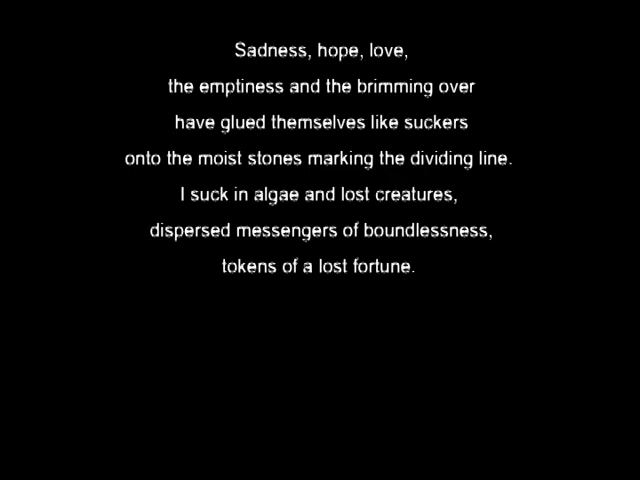 Sadness, hope, love,
the emptiness and the brimming over
have glued themselves like suckers
onto the moist stones marking the dividing line.
I suck in algae and lost creatures,
dispersed messengers of boundlessness,
tokens of a lost fortune.